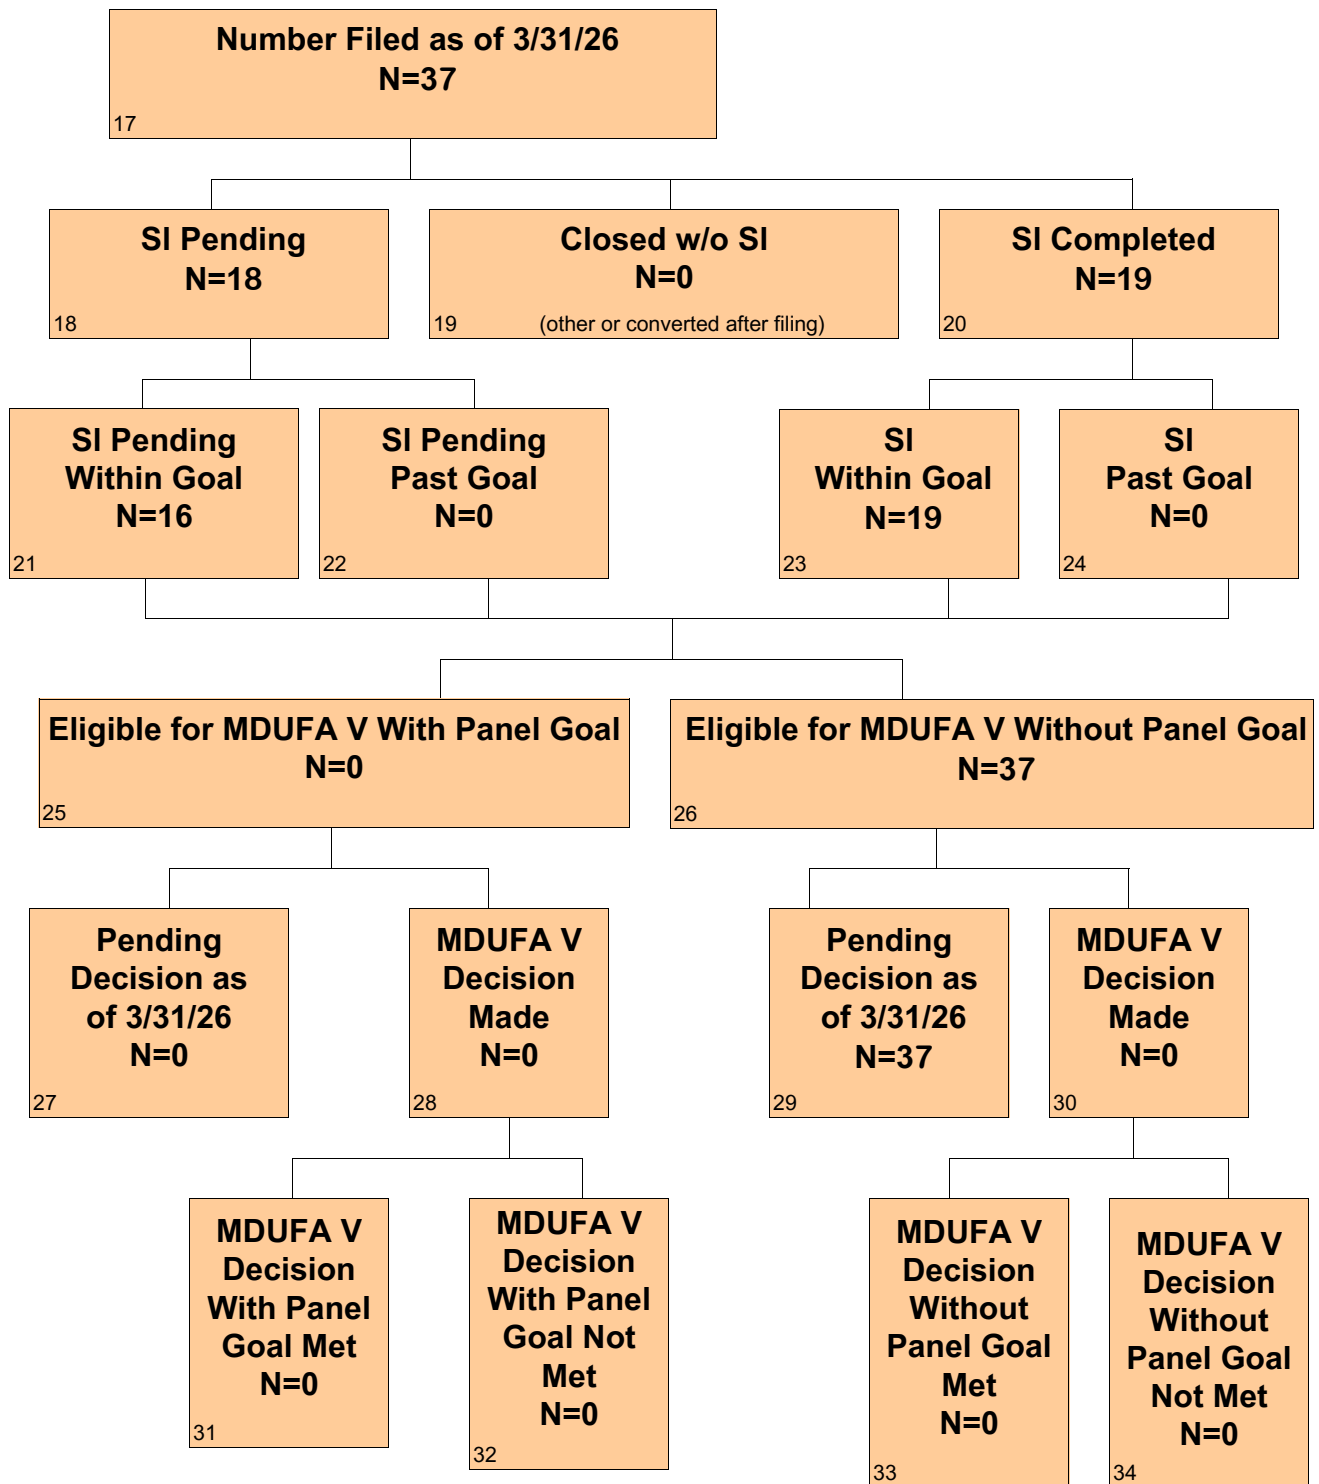 Number Filed as of 3/31/26
N=37
17
SI Pending
N=18
18
Closed w/o SI
N=0
19 (other or converted after filing)
SI Completed
N=19
20
SI Pending
Within Goal
N=16
21
SI Pending
Past Goal
N=0
22
SI
Within Goal
N=19
23
SI
Past Goal
N=0
24
Eligible for MDUFA V With Panel Goal
N=0
25
Eligible for MDUFA V Without Panel Goal
N=37
26
Pending
Decision as
of 3/31/26
N=0
27
MDUFA V
Decision
Made
N=0
28
Pending
Decision as
of 3/31/26
N=37
29
MDUFA V
Decision
Made
N=0
30
MDUFA V
Decision
With Panel
Goal Met
N=0
31
MDUFA V
Decision
With Panel
Goal Not
Met
N=0
32
MDUFA V
Decision
Without
Panel Goal
Met
N=0
33
MDUFA V
Decision
Without
Panel Goal
Not Met
N=0
34